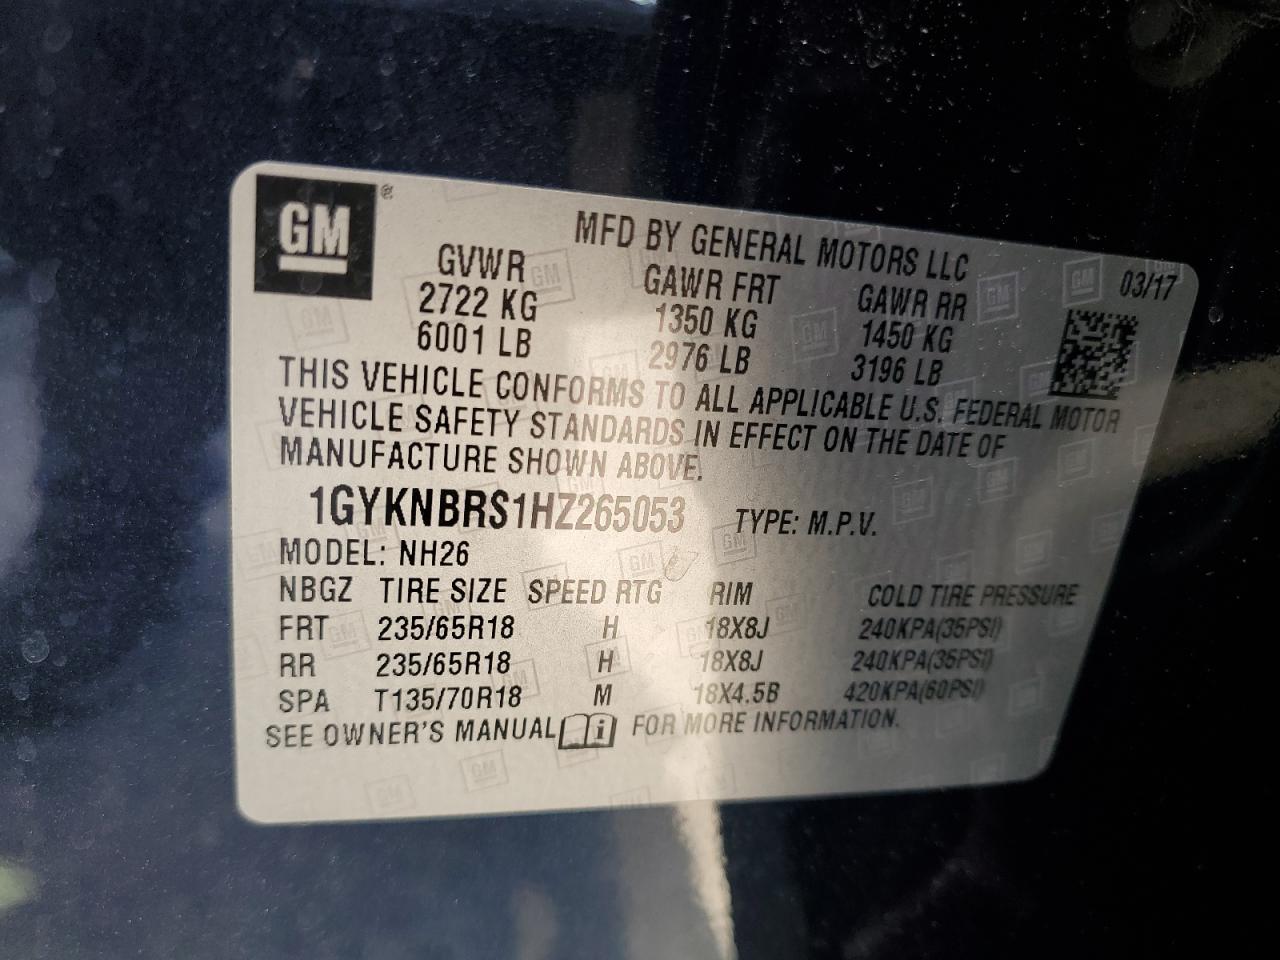 GM®
MFD BY GENERAL MOTORS LLC
03/17
GVWR GAWR FRT GAWR RR
2722 KG 1350 KG 1450 KG
6001 LB 2976 LB 3196 LB
THIS VEHICLE CONFORMS TO ALL APPLICABLE U.S. FEDERAL MOTOR
VEHICLE SAFETY STANDARDS IN EFFECT ON THE DATE OF
MANUFACTURE SHOWN ABOVE.
1GYKNBRS1HZ265053 TYPE: M.P.V.
MODEL: NH26
NBGZ TIRE SIZE SPEED RTG RIM COLD TIRE PRESSURE
FRT 235/65R18 H 18X8J 240KPA(35PSI)
RR 235/65R18 H 18X8J 240KPA(35PSI)
SPA T135/70R18 M 18X4.5B 420KPA(60PSI)
SEE OWNER'S MANUAL i FOR MORE INFORMATION.